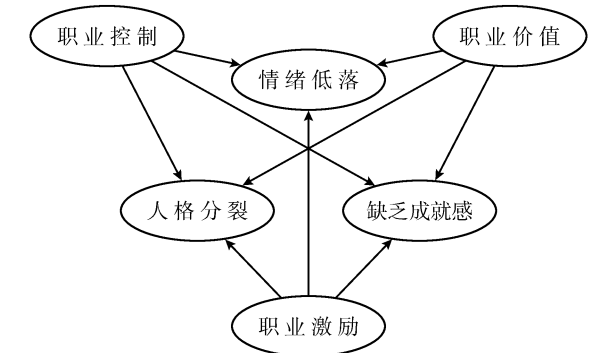 职业控制
职业价值
情绪低落
人格分裂
缺乏成就感
职业激励